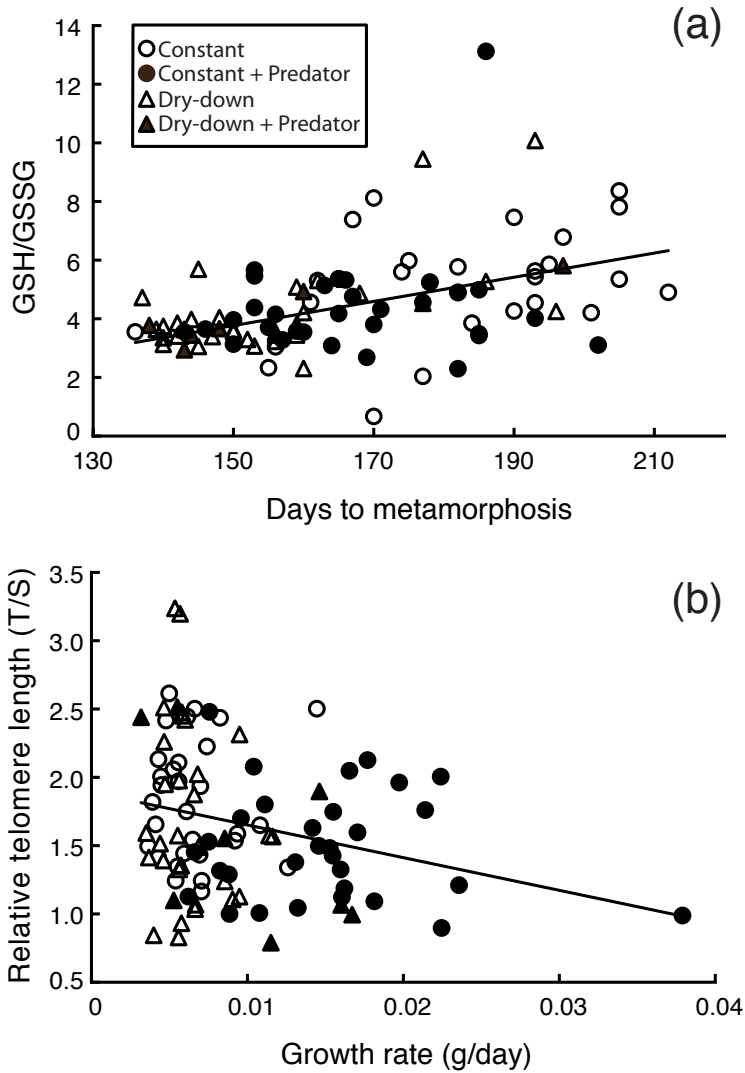 (a)
14
12
10
8
6
4
2
0
GSH/GSSG
Constant
Constant + Predator
Dry-down
Dry-down + Predator
130 150 170 190 210
Days to metamorphosis
(b)
3.5
3.0
2.5
2.0
1.5
1.0
0.5
Relative telomere length (T/S)
0 0.01 0.02 0.03 0.04
Growth rate (g/day)